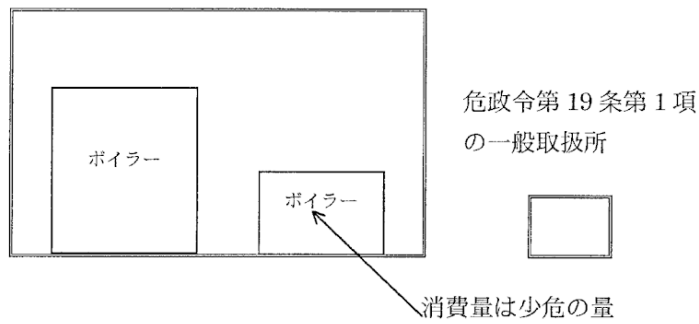 危政令第19条第1項
の一般取扱所
ボイラー
ボイラー
消費量は少危の量